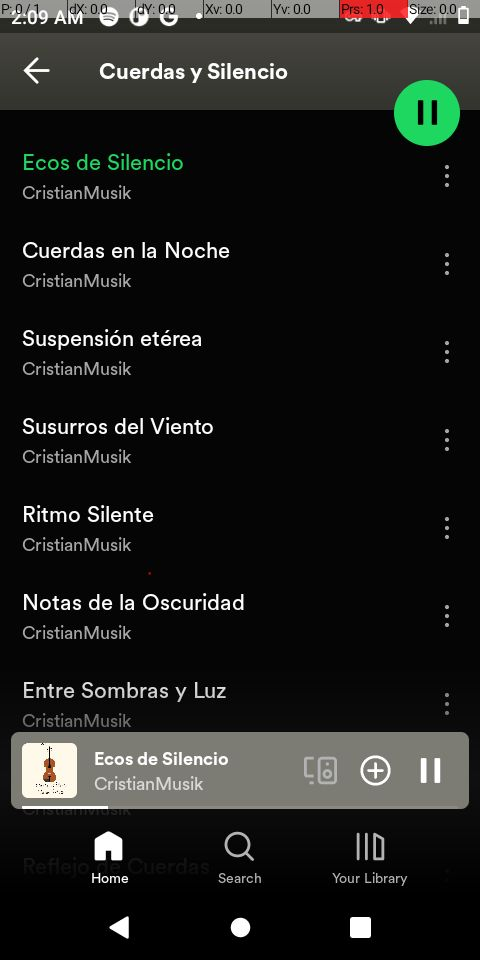 P: 0 / 1 dX: 0.0 dY: 0.0 Xv: 0.0 Yv: 0.0 Prs: 1.0 Size: 0.0
2:09 AM
Cuerdas y Silencio
Ecos de Silencio
CristianMusik
Cuerdas en la Noche
CristianMusik
Suspensión etérea
CristianMusik
Susurros del Viento
CristianMusik
Ritmo Silente
CristianMusik
Notas de la Oscuridad
CristianMusik
Entre Sombras y Luz
CristianMusik
Ecos de Silencio
CristianMusik
CristianMusik
Reflejo de Cuerdas
Home Search Your Library